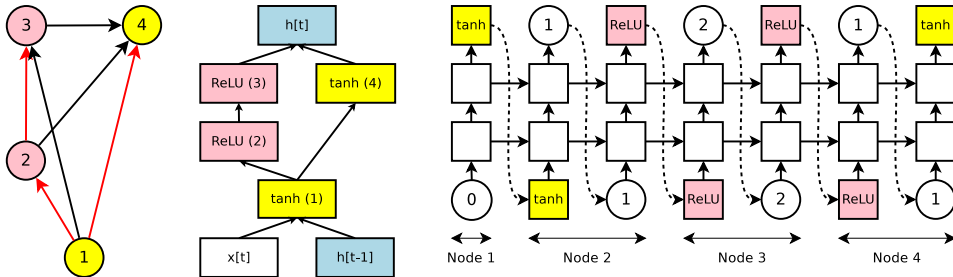 3 4
2
1
h[t]
ReLU (3) tanh (4)
ReLU (2)
tanh (1)
x[t] h[t-1]
tanh 1 ReLU 2 ReLU 1 tanh
0 tanh 1 ReLU 2 ReLU 1
Node 1 Node 2 Node 3 Node 4